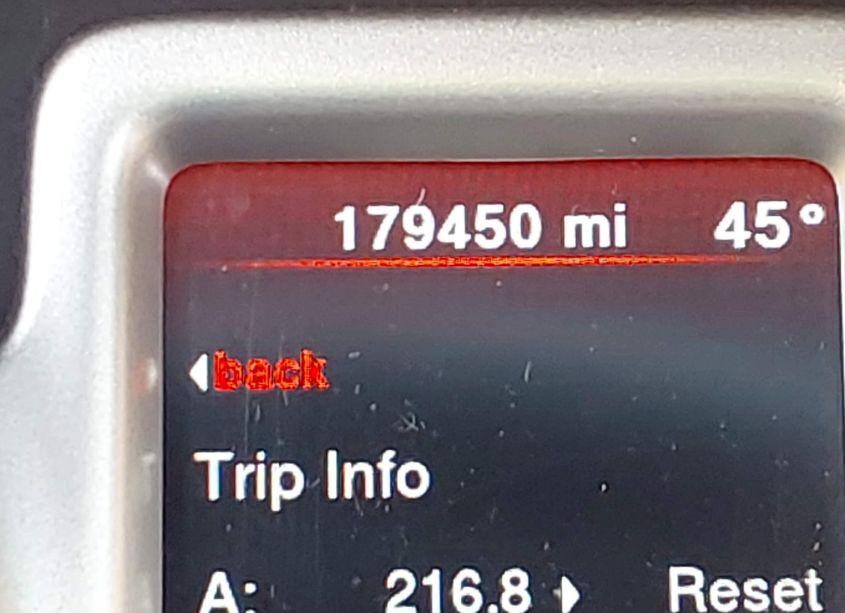 179450 mi 45°
back
Trip Info
A: 216.8 Reset